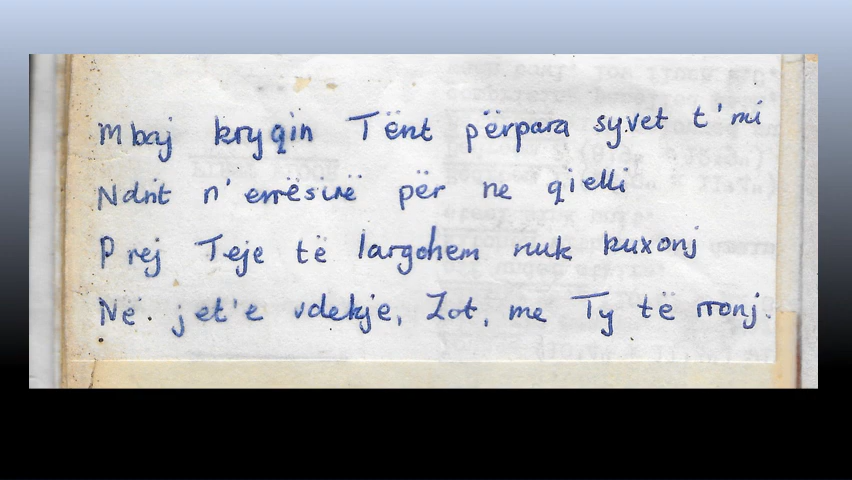 Mbaj kryqin Tënt përpara syvet t'mi
Ndrit n'errësirë për ne qielli
Prej Teje të largohem nuk kuxonj
Në jet'e vdekje, Zot, me Ty të rronj.